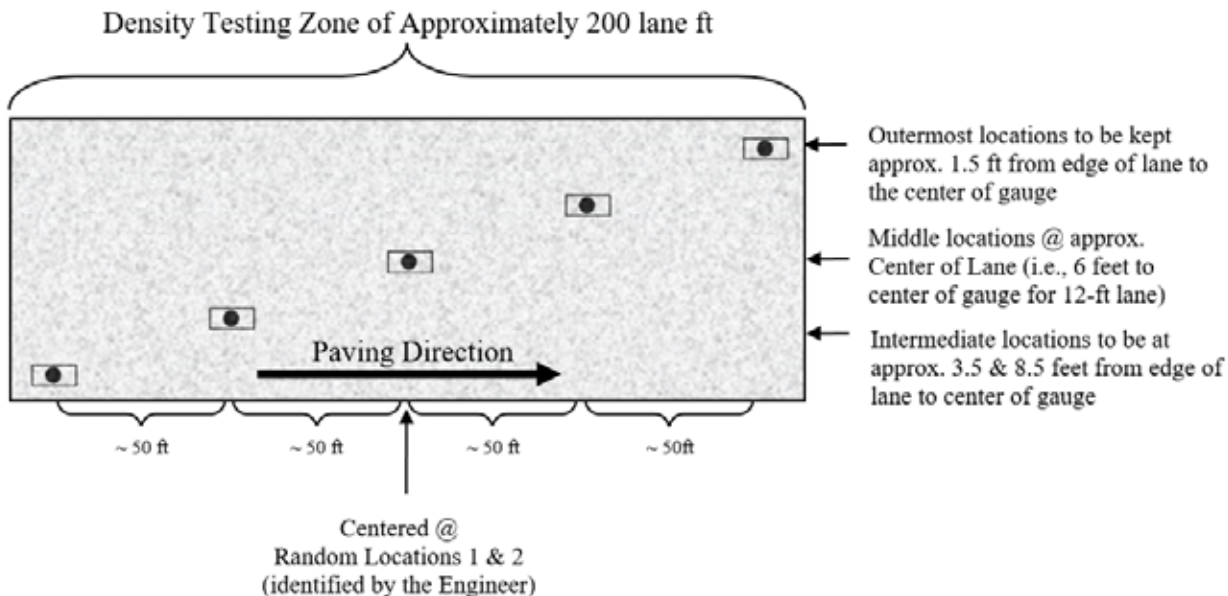 Density Testing Zone of Approximately 200 lane ft
Outermost locations to be kept
approx. 1.5 ft from edge of lane to
the center of gauge
Middle locations @ approx.
Center of Lane (i.e., 6 feet to
center of gauge for 12-ft lane)
Intermediate locations to be at
approx. 3.5 & 8.5 feet from edge of
lane to center of gauge
Paving Direction
~ 50 ft
~ 50 ft
~ 50 ft
~ 50ft
Centered @
Random Locations 1 & 2
(identified by the Engineer)